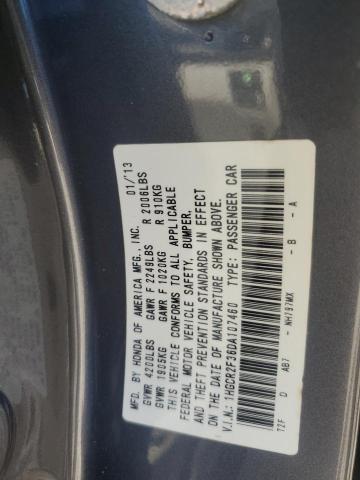 MFD. BY HONDA OF AMERICA MFG., INC. 01/'13
GVWR 4200LBS GAWR F 2249LBS R 2006LBS
GVWR 1905KG GAWR F 1020KG R 910KG
THIS VEHICLE CONFORMS TO ALL APPLICABLE
FEDERAL MOTOR VEHICLE SAFETY, BUMPER,
AND THEFT PREVENTION STANDARDS IN EFFECT
ON THE DATE OF MANUFACTURE SHOWN ABOVE.
V.I.N.: 1HGCR2F36DA107460 TYPE: PASSENGER CAR
T2F D AB7 - NH797MX - B - A